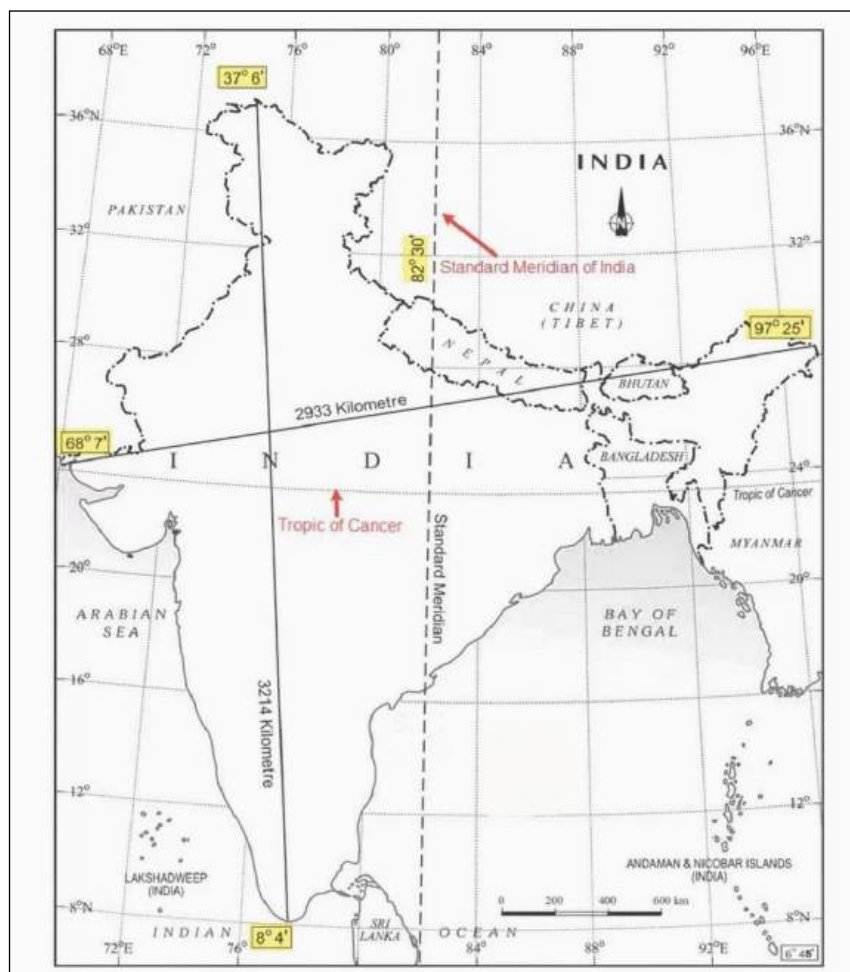 68°E
72°
76°
80°
84°
88°
92°
96°E
37° 6'
36°N
36°N
INDIA
N
PAKISTAN
32°
32°
82° 30'
Standard Meridian of India
CHINA
(TIBET)
97° 25'
28°
NEPAL
BHUTAN
2933 Kilometre
68° 7'
INDIA
BANGLADESH
24°
Tropic of Cancer
Tropic of Cancer
Standard Meridian
MYANMAR
20°
20°
ARABIAN
SEA
BAY OF
BENGAL
16°
3214 Kilometre
12°
12°
LAKSHADWEEP
(INDIA)
ANDAMAN & NICOBAR ISLANDS
(INDIA)
0 200 400 600 km
8°N
8°N
8° 4'
INDIAN
SRI
LANKA
OCEAN
72°E
76°
84°
88°
92°E